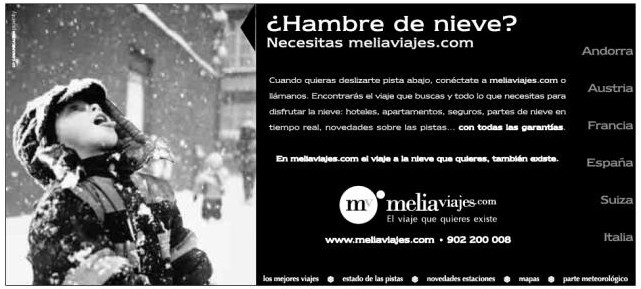 ¿Hambre de nieve?
Necesitas meliaviajes.com
Cuando quieras deslizarte pista abajo, conéctate a meliaviajes.com o
llámanos. Encontrarás el viaje que buscas y todo lo que necesitas para
disfrutar la nieve: hoteles, apartamentos, seguros, partes de nieve en
tiempo real, novedades sobre las pistas... con todas las garantías.
En meliaviajes.com el viaje a la nieve que quieres, también existe.
mv meliaviajes.com
El viaje que quieres existe
www.meliaviajes.com • 902 200 008
Andorra
Austria
Francia
España
Suiza
Italia
los mejores viajes ❄ estado de las pistas ❄ novedades estaciones ❄ mapas ❄ parte meteorológico